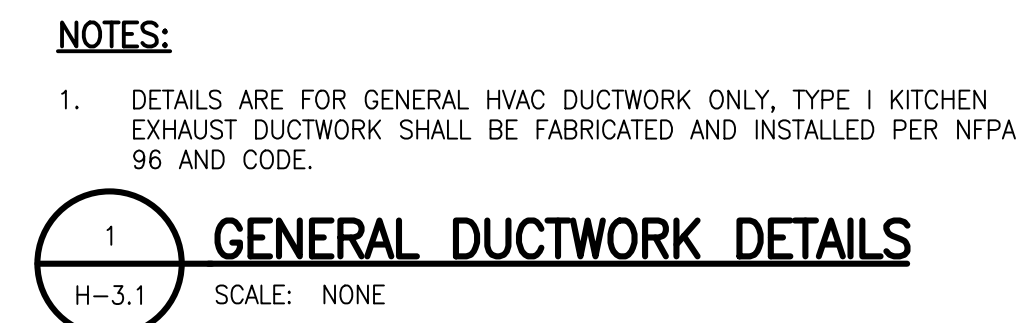 NOTES:
1. DETAILS ARE FOR GENERAL HVAC DUCTWORK ONLY, TYPE I KITCHEN
EXHAUST DUCTWORK SHALL BE FABRICATED AND INSTALLED PER NFPA
96 AND CODE.
1
GENERAL DUCTWORK DETAILS
H-3.1
SCALE: NONE